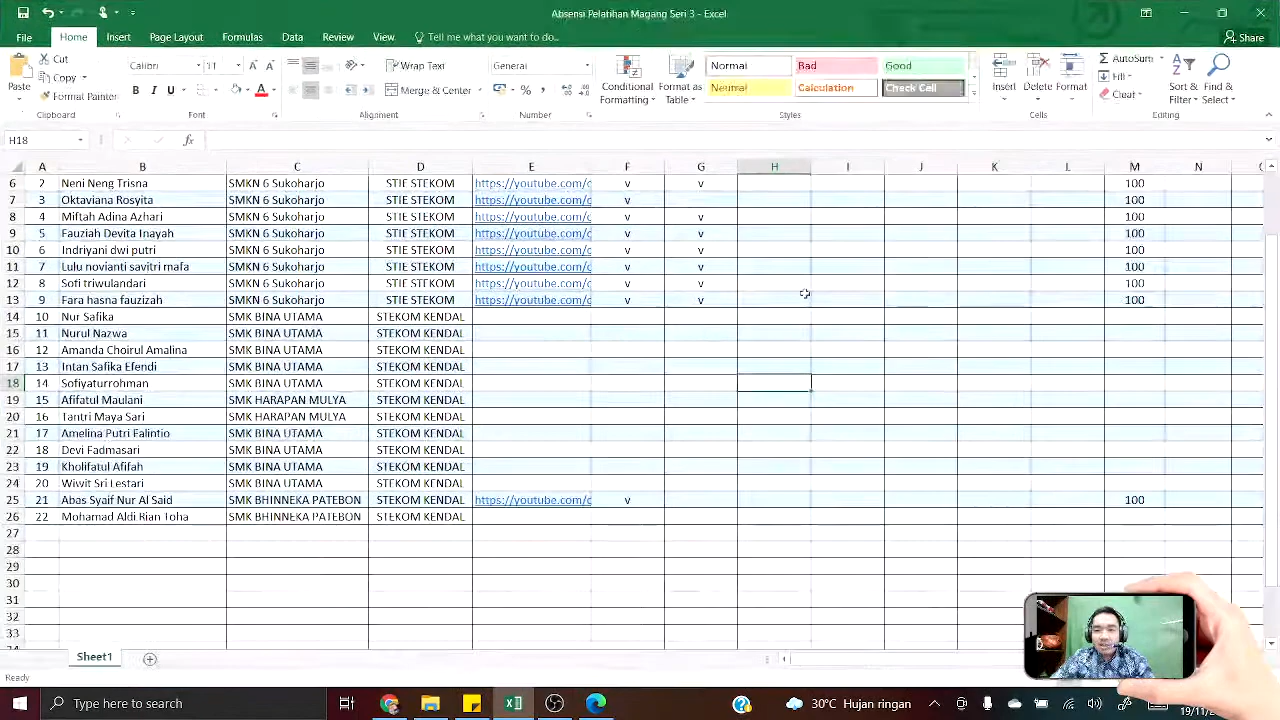 Absensi Pelatihan Magang Seri 3 - Excel
File Home Insert Page Layout Formulas Data Review View Tell me what you want to do... Share
Paste Cut Copy Format Painter
Clipboard
Calibri 11
B I U
Font
Wrap Text
Merge & Center
Alignment
General
%
Number
Conditional Formatting Format as Table
Normal Bad Good
Neutral Calculation Check Cell
Styles
Insert Delete Format
Cells
AutoSum
Fill
Clear
Sort & Filter Find & Select
Editing
H18 fx
A B C D E F G H I J K L M N
6 2 Neni Neng Trisna SMKN 6 Sukoharjo STIE STEKOM https://youtube.com/c v v 100
7 3 Oktaviana Rosyita SMKN 6 Sukoharjo STIE STEKOM https://youtube.com/c v 100
8 4 Miftah Adina Azhari SMKN 6 Sukoharjo STIE STEKOM https://youtube.com/c v v 100
9 5 Fauziah Devita Inayah SMKN 6 Sukoharjo STIE STEKOM https://youtube.com/c v v 100
10 6 Indriyani dwi putri SMKN 6 Sukoharjo STIE STEKOM https://youtube.com/c v v 100
11 7 Lulu novianti savitri mafa SMKN 6 Sukoharjo STIE STEKOM https://youtube.com/c v v 100
12 8 Sofi triwulandari SMKN 6 Sukoharjo STIE STEKOM https://youtube.com/c v v 100
13 9 Fara hasna fauzizah SMKN 6 Sukoharjo STIE STEKOM https://youtube.com/c v v 100
14 10 Nur Safika SMK BINA UTAMA STEKOM KENDAL
15 11 Nurul Nazwa SMK BINA UTAMA STEKOM KENDAL
16 12 Amanda Choirul Amalina SMK BINA UTAMA STEKOM KENDAL
17 13 Intan Safika Efendi SMK BINA UTAMA STEKOM KENDAL
18 14 Sofiyaturrohman SMK BINA UTAMA STEKOM KENDAL
19 15 Afifatul Maulani SMK HARAPAN MULYA STEKOM KENDAL
20 16 Tantri Maya Sari SMK HARAPAN MULYA STEKOM KENDAL
21 17 Amelina Putri Falintio SMK BINA UTAMA STEKOM KENDAL
22 18 Devi Fadmasari SMK BINA UTAMA STEKOM KENDAL
23 19 Kholifatul Afifah SMK BINA UTAMA STEKOM KENDAL
24 20 Wiwit Sri Lestari SMK BINA UTAMA STEKOM KENDAL
25 21 Abas Syaif Nur Al Said SMK BHINNEKA PATEBON STEKOM KENDAL https://youtube.com/c v 100
26 22 Mohamad Aldi Rian Toha SMK BHINNEKA PATEBON STEKOM KENDAL
27
28
29
30
31
32
33
Sheet1
Ready
Type here to search
30°C Hujan ringan